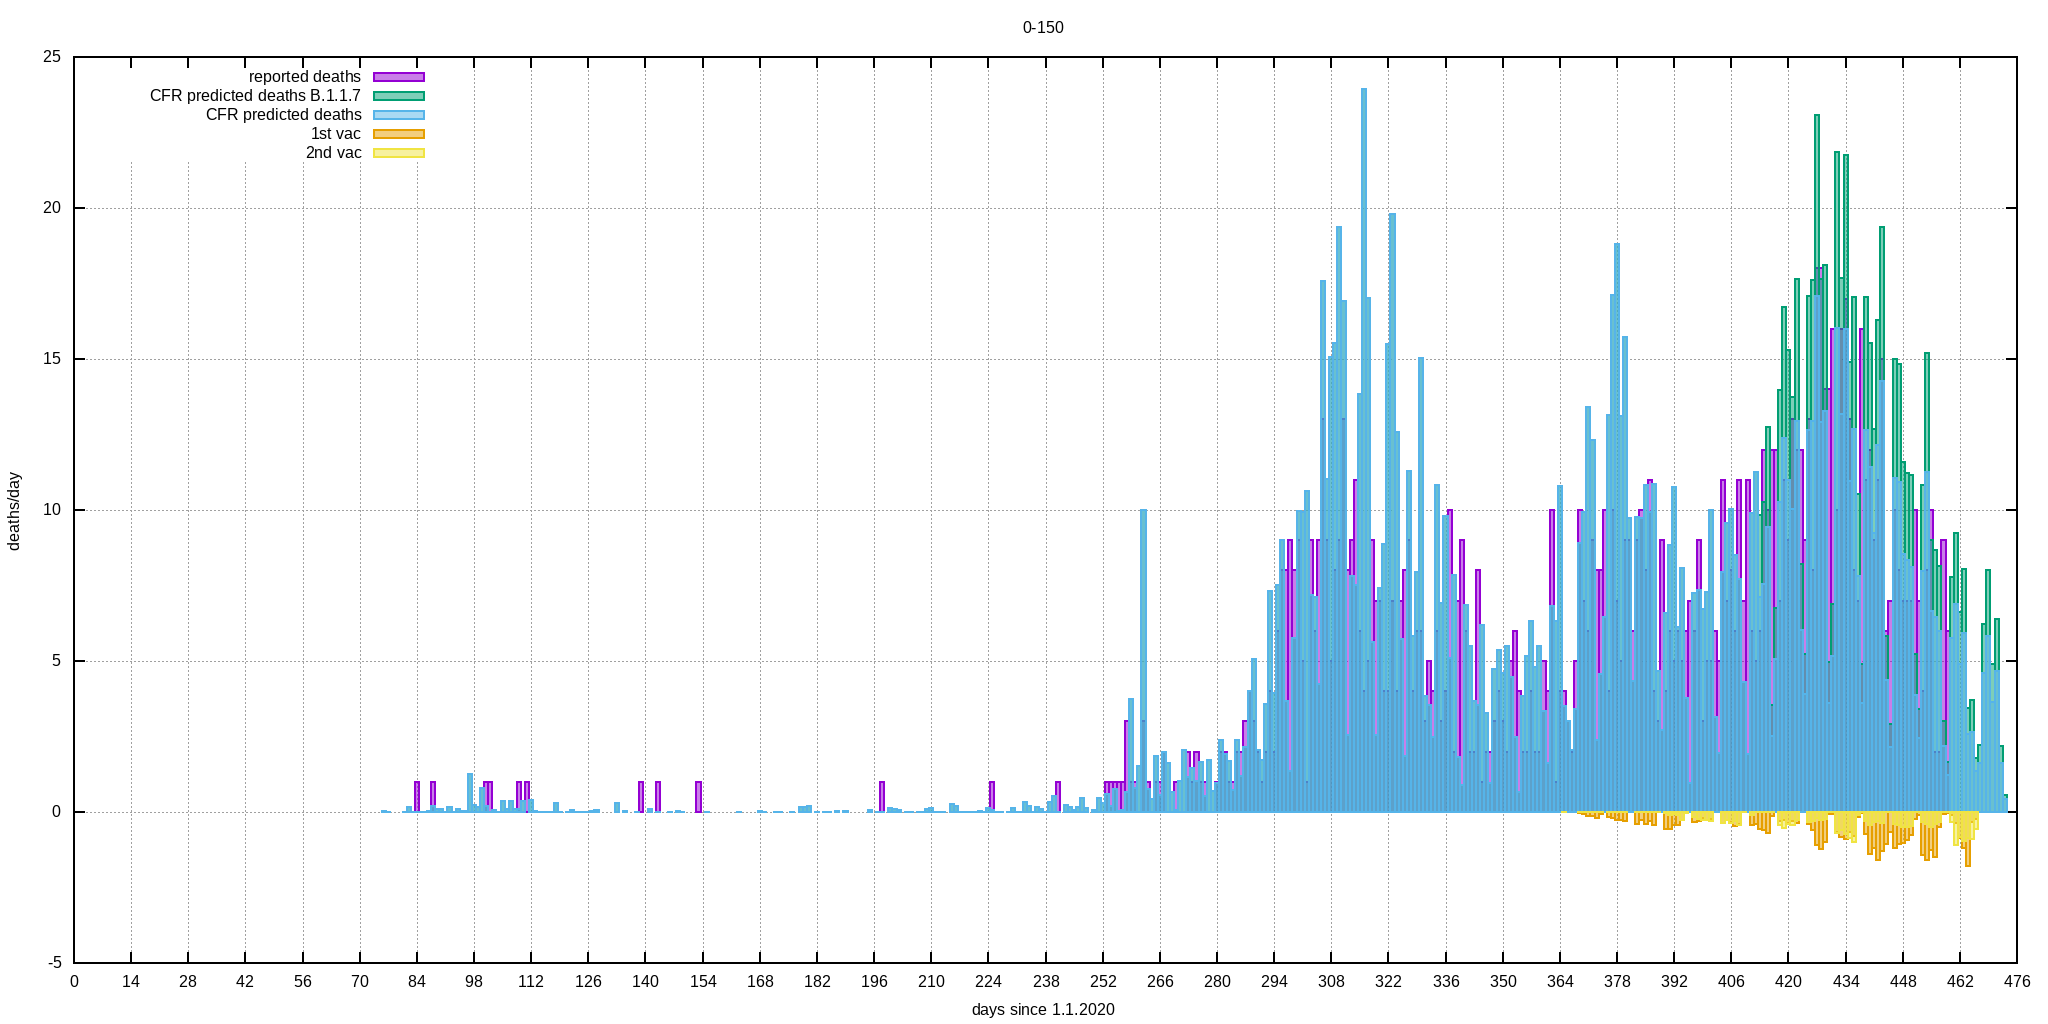 0-150
25
reported deaths
CFR predicted deaths B.1.1.7
CFR predicted deaths
1st vac
2nd vac
20
15
10
5
0
-5
deaths/day
0 14 28 42 56 70 84 98 112 126 140 154 168 182 196 210 224 238 252 266 280 294 308 322 336 350 364 378 392 406 420 434 448 462 476
days since 1.1.2020